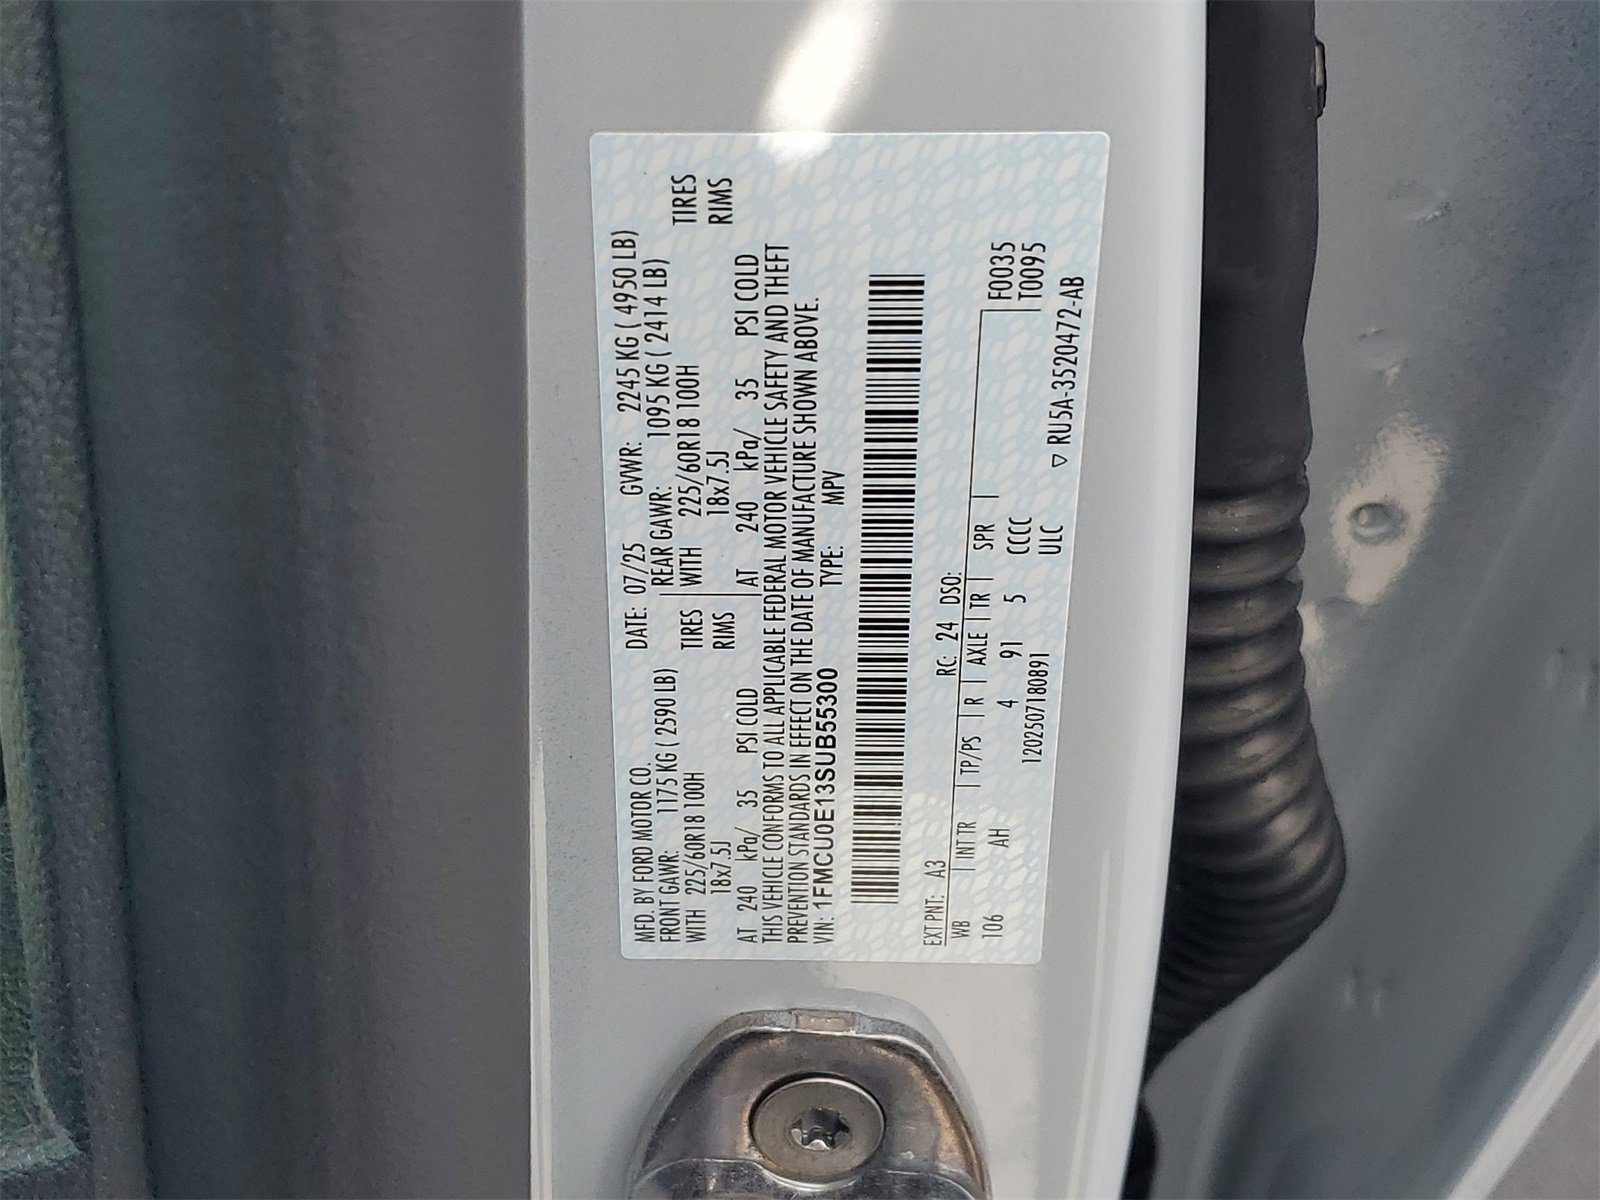 MFD. BY FORD MOTOR CO. DATE: 07/25 GVWR: 2245 KG ( 4950 LB)
FRONT GAWR: 1175 KG ( 2590 LB) REAR GAWR: 1095 KG ( 2414 LB)
WITH 225/60R18 100H TIRES WITH 225/60R18 100H TIRES
18x7.5J RIMS 18x7.5J RIMS
AT 240 kPa/ 35 PSI COLD AT 240 kPa/ 35 PSI COLD
THIS VEHICLE CONFORMS TO ALL APPLICABLE FEDERAL MOTOR VEHICLE SAFETY AND THEFT
PREVENTION STANDARDS IN EFFECT ON THE DATE OF MANUFACTURE SHOWN ABOVE.
VIN: 1FMCU0E13SUB55300 TYPE: MPV
EXT PNT: A3 RC: 24 DSO:
WB | INT TR | TP/PS | R | AXLE | TR | SPR | F0035
106 AH 4 91 5 CCCC T0095
1202507180891 ULC
▽ RU5A-3520472-AB